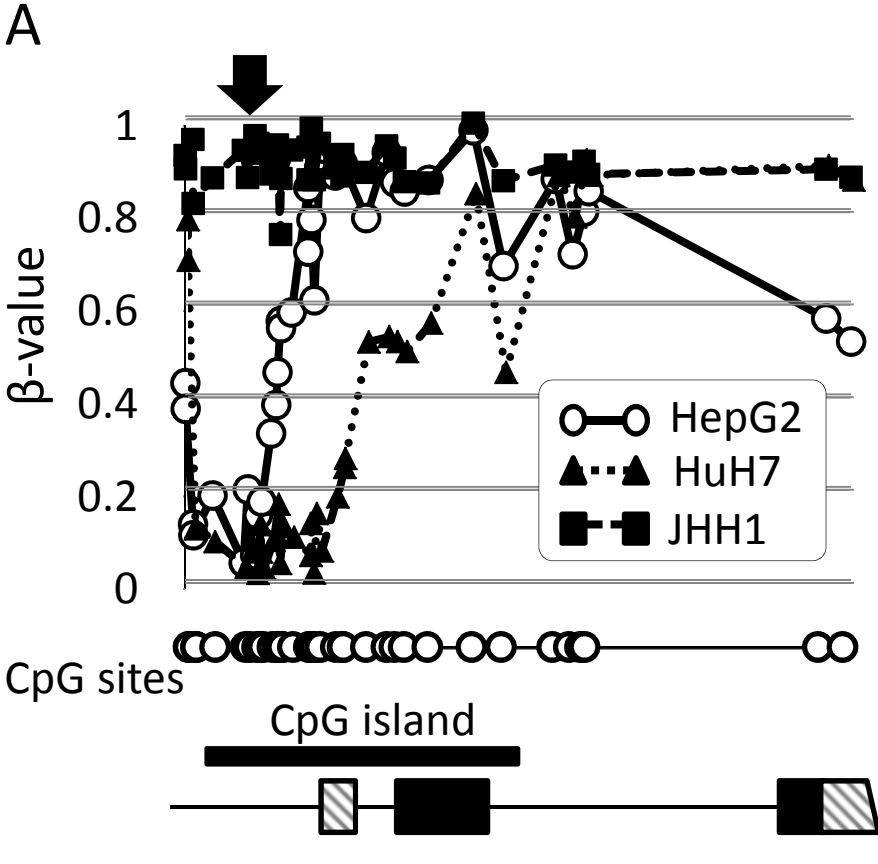 A
1
0.8
0.6
0.4
0.2
0
β-value
HepG2
HuH7
JHH1
CpG sites
CpG island